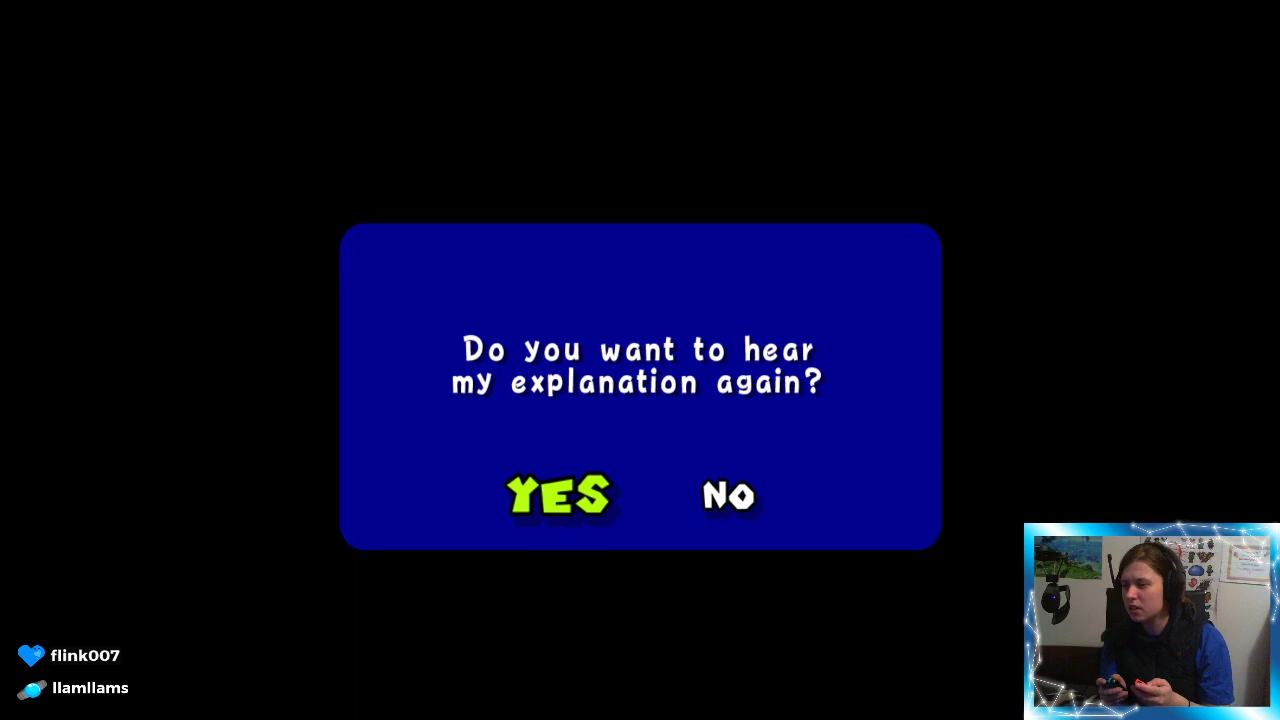 Do you want to hear
my explanation again?
YES NO
flink007
llamllams